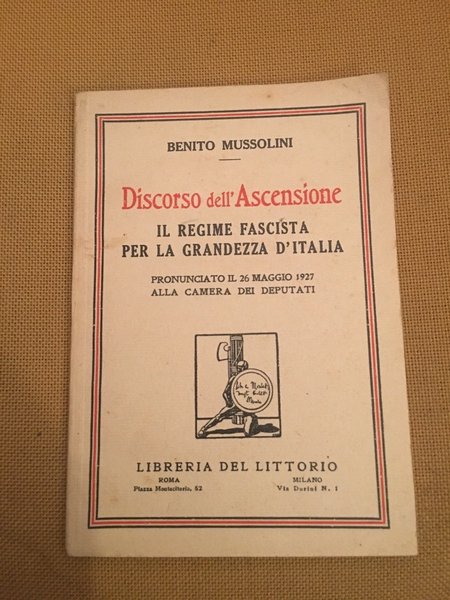 BENITO MUSSOLINI
Discorso dell'Ascensione
IL REGIME FASCISTA
PER LA GRANDEZZA D'ITALIA
PRONUNCIATO IL 26 MAGGIO 1927
ALLA CAMERA DEI DEPUTATI
LIBRERIA DEL LITTORIO
ROMA MILANO
Piazza Montecitorio, 62 Via Durini N. 1